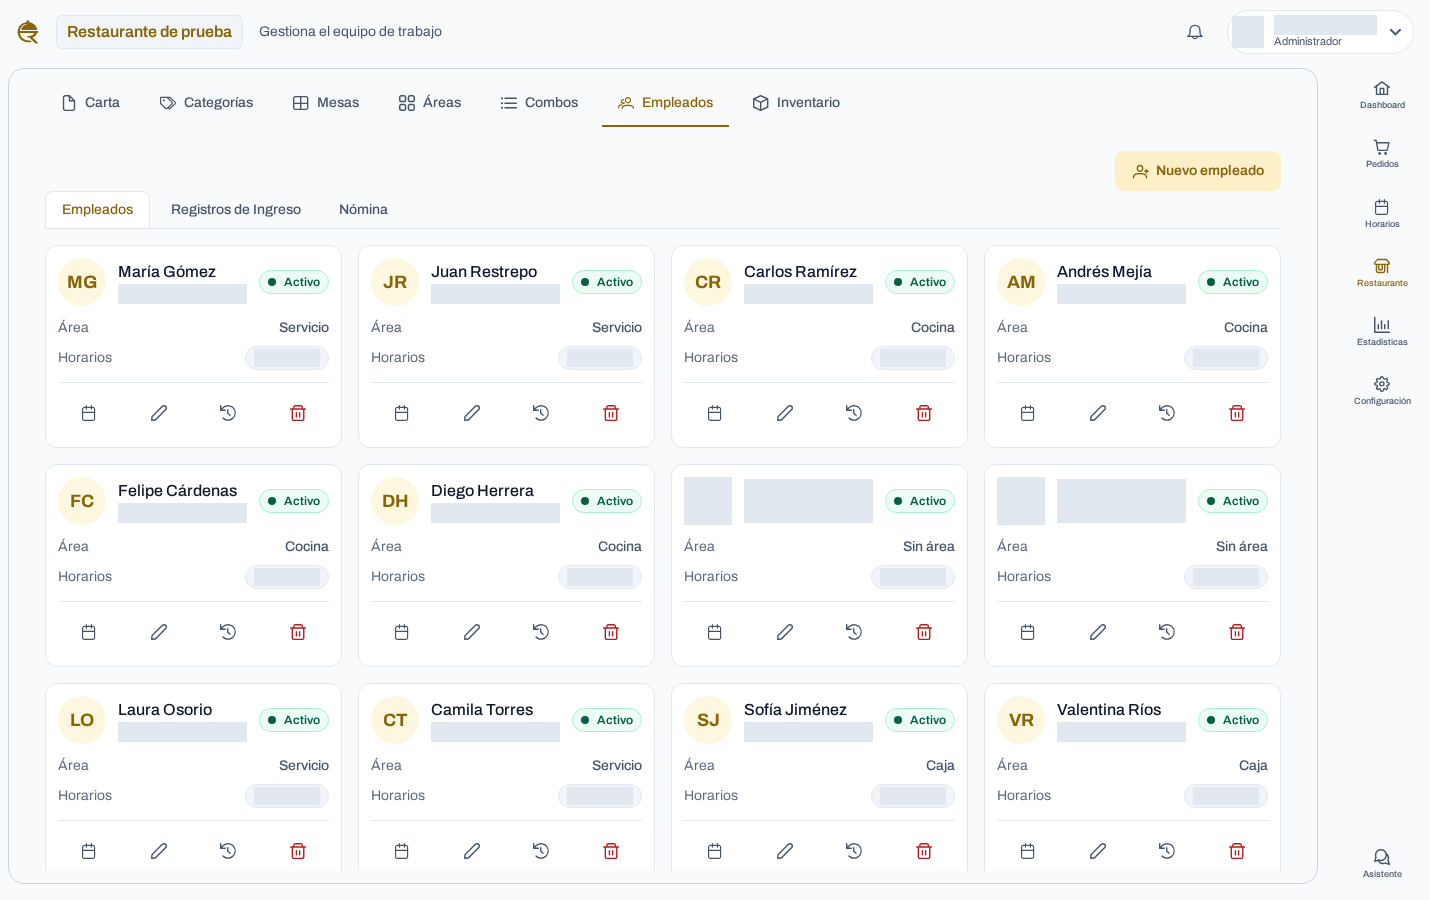 Restaurante de prueba
Gestiona el equipo de trabajo
Administrador
Carta
Categorías
Mesas
Áreas
Combos
Empleados
Inventario
Nuevo empleado
Empleados
Registros de Ingreso
Nómina
MG
María Gómez
Activo
Área
Servicio
Horarios
JR
Juan Restrepo
Activo
Área
Servicio
Horarios
CR
Carlos Ramírez
Activo
Área
Cocina
Horarios
AM
Andrés Mejía
Activo
Área
Cocina
Horarios
FC
Felipe Cárdenas
Activo
Área
Cocina
Horarios
DH
Diego Herrera
Activo
Área
Cocina
Horarios
Activo
Área
Sin área
Horarios
Activo
Área
Sin área
Horarios
LO
Laura Osorio
Activo
Área
Servicio
Horarios
CT
Camila Torres
Activo
Área
Servicio
Horarios
SJ
Sofía Jiménez
Activo
Área
Caja
Horarios
VR
Valentina Ríos
Activo
Área
Caja
Horarios
Dashboard
Pedidos
Horarios
Restaurante
Estadísticas
Configuración
Asistente